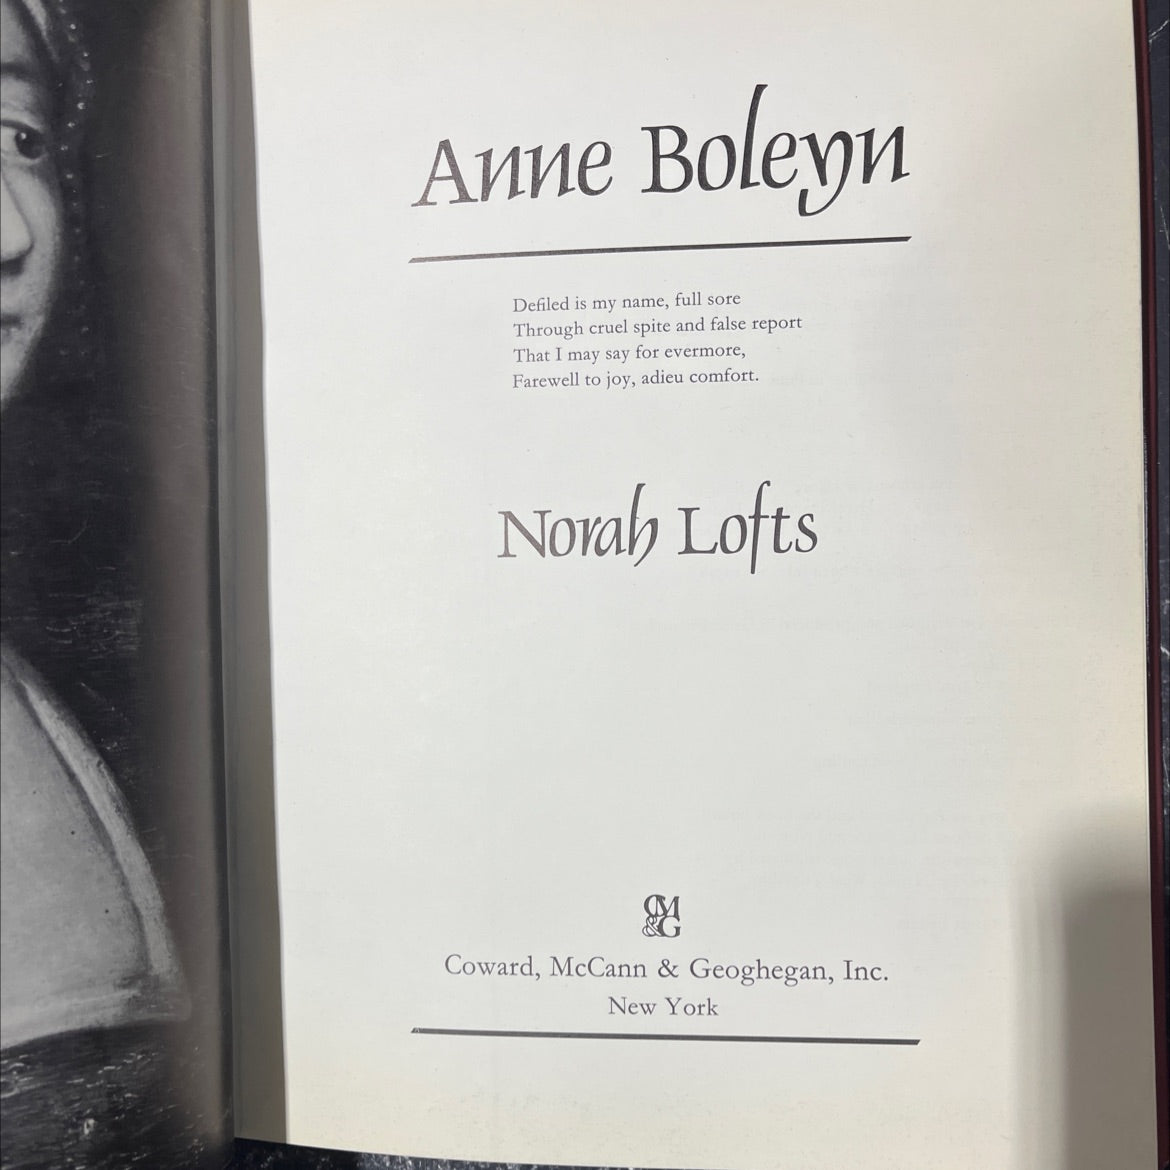 Anne Boleyn
Defiled is my name, full sore
Through cruel spite and false report
That I may say for evermore,
Farewell to joy, adieu comfort.
Norah Lofts
CM
&G
Coward, McCann & Geoghegan, Inc.
New York